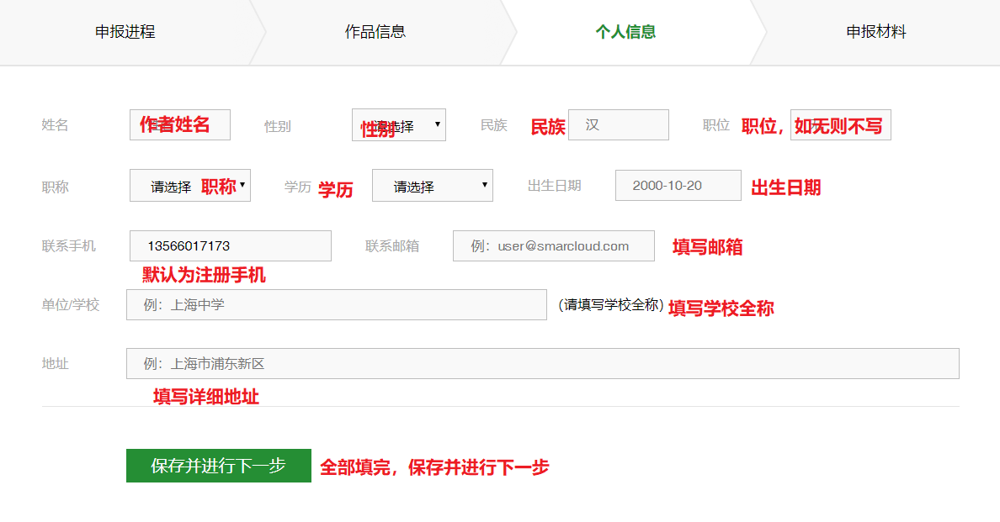 申报进程 作品信息 个人信息 申报材料
姓名 作者姓名 性别 请选择 性别 民族 民族 汉 职位 职位，如无则不写
职称 请选择 职称 学历 学历 请选择 出生日期 2000-10-20 出生日期
联系手机 13566017173 联系邮箱 例：user@smarcloud.com 填写邮箱
默认为注册手机
单位/学校 例：上海中学 (请填写学校全称) 填写学校全称
地址 例：上海市浦东新区
填写详细地址
保存并进行下一步 全部填完，保存并进行下一步